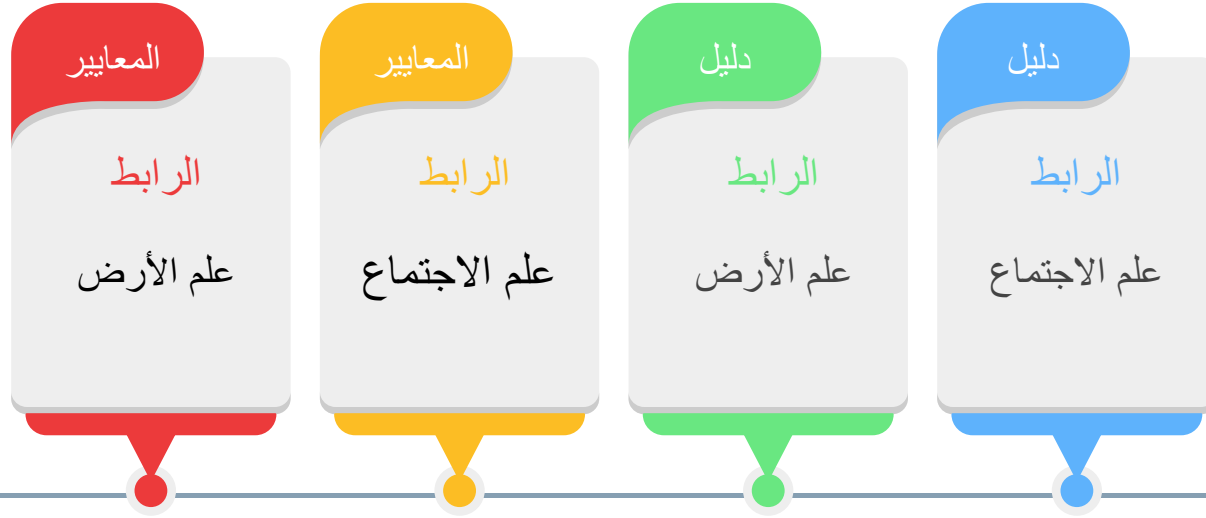 دليل
الرابط
علم الاجتماع
دليل
الرابط
علم الأرض
المعايير
الرابط
علم الاجتماع
المعايير
الرابط
علم الأرض